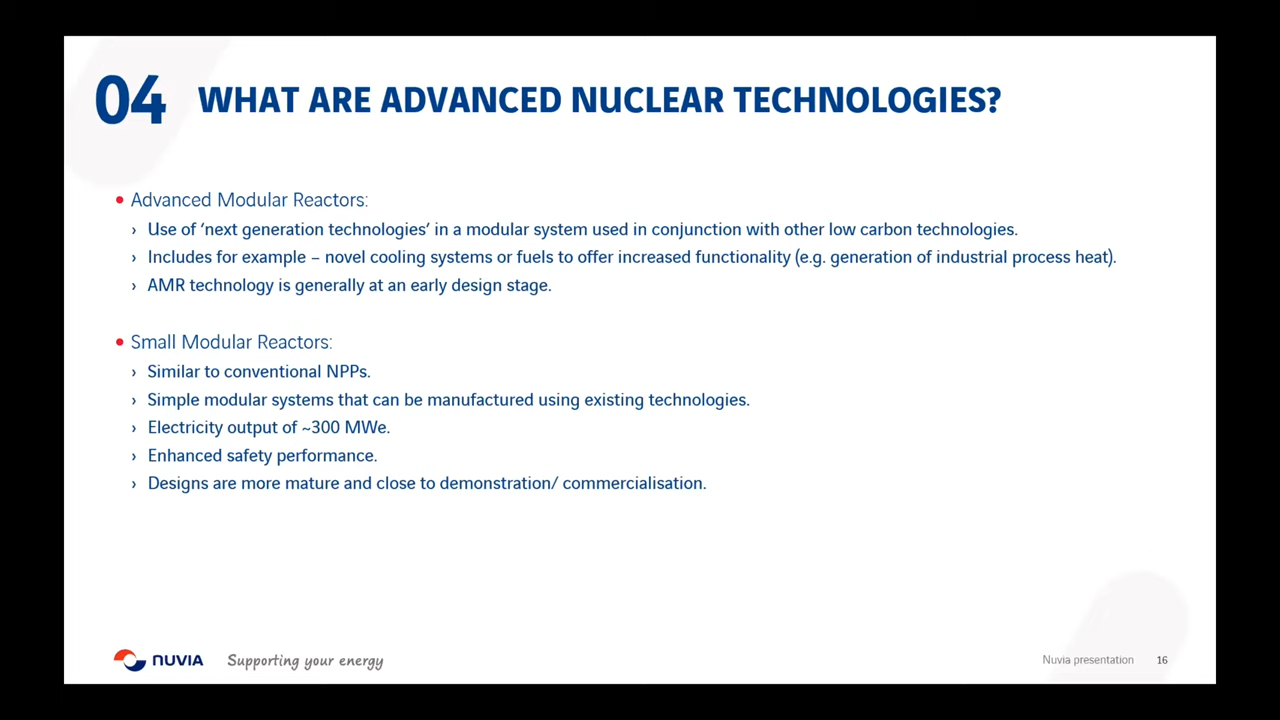 04 WHAT ARE ADVANCED NUCLEAR TECHNOLOGIES?
• Advanced Modular Reactors:
› Use of ‘next generation technologies’ in a modular system used in conjunction with other low carbon technologies.
› Includes for example – novel cooling systems or fuels to offer increased functionality (e.g. generation of industrial process heat).
› AMR technology is generally at an early design stage.
• Small Modular Reactors:
› Similar to conventional NPPs.
› Simple modular systems that can be manufactured using existing technologies.
› Electricity output of ~300 MWe.
› Enhanced safety performance.
› Designs are more mature and close to demonstration/ commercialisation.
NUVIA Supporting your energy
Nuvia presentation 16